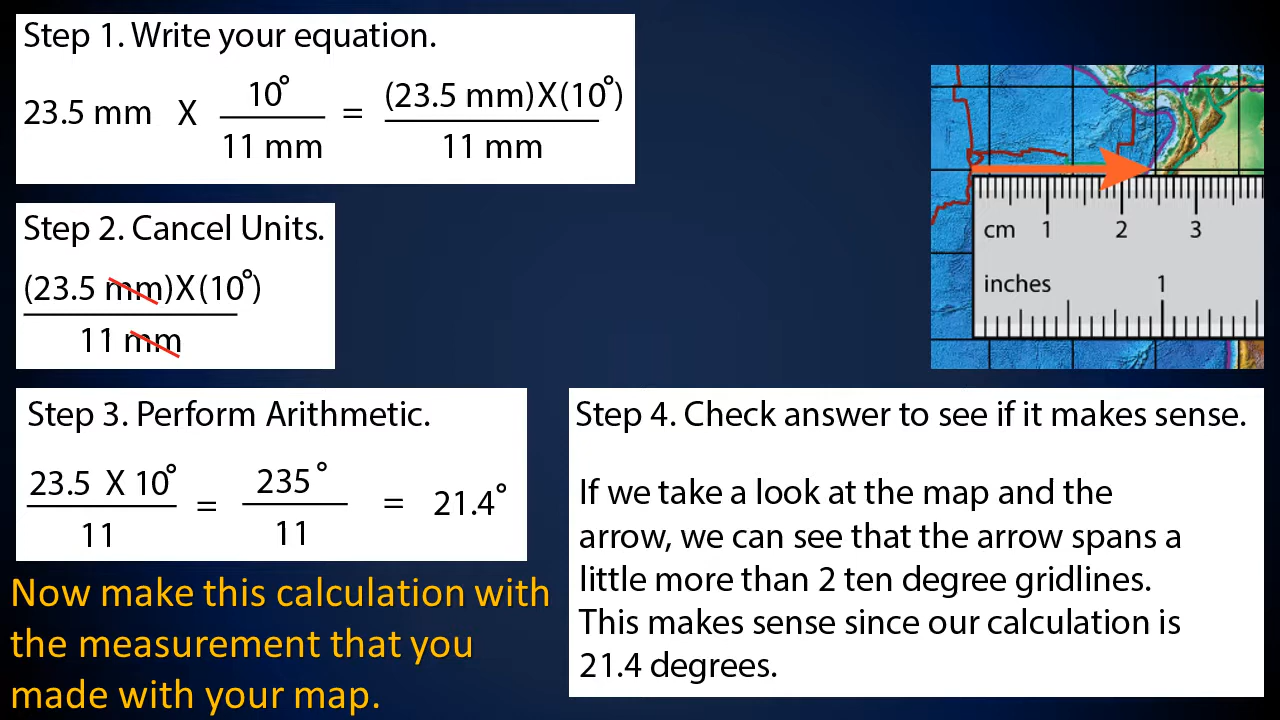 Step 1. Write your equation.
23.5 mm X 10° / 11 mm = (23.5 mm)X(10°) / 11 mm
Step 2. Cancel Units.
(23.5 mm)X(10°) / 11 mm
Step 3. Perform Arithmetic.
23.5 X 10° / 11 = 235° / 11 = 21.4°
Now make this calculation with
the measurement that you
made with your map.
cm 1 2 3
inches 1
Step 4. Check answer to see if it makes sense.
If we take a look at the map and the
arrow, we can see that the arrow spans a
little more than 2 ten degree gridlines.
This makes sense since our calculation is
21.4 degrees.